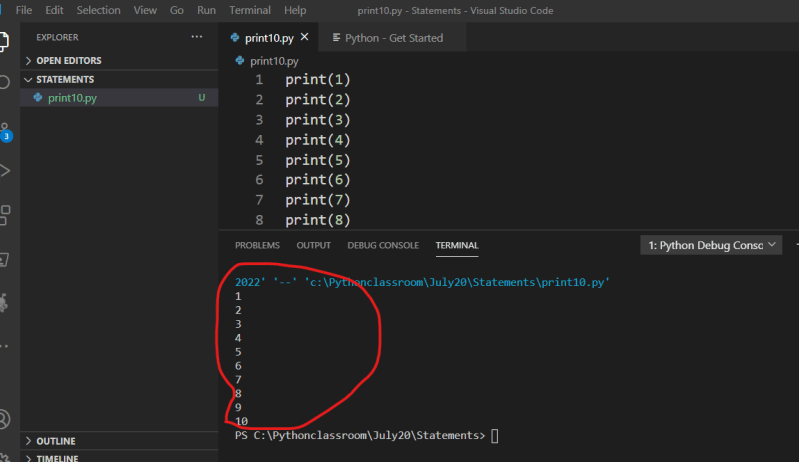 File Edit Selection View Go Run Terminal Help print10.py - Statements - Visual Studio Code
EXPLORER ...
OPEN EDITORS
STATEMENTS
print10.py U
3
print10.py Python - Get Started
print10.py
1 print(1)
2 print(2)
3 print(3)
4 print(4)
5 print(5)
6 print(6)
7 print(7)
8 print(8)
PROBLEMS OUTPUT DEBUG CONSOLE TERMINAL 1: Python Debug Consc
2022' '--' 'c:\Pythonclassroom\July20\Statements\print10.py'
1
2
3
4
5
6
7
8
9
10
PS C:\Pythonclassroom\July20\Statements>
OUTLINE
TIMELINE